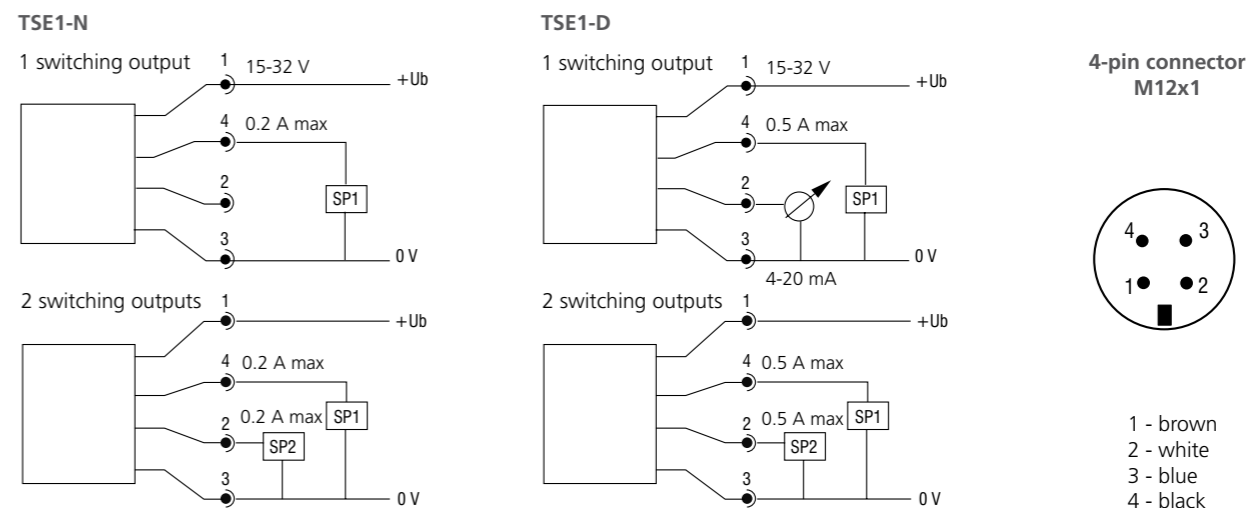 TSE1-N
1 switching output
1
15-32 V
+Ub
4
0.2 A max
2
SP1
3
0 V
2 switching outputs
1
+Ub
4
0.2 A max
2
0.2 A max
SP1
SP2
3
0 V
TSE1-D
1 switching output
1
15-32 V
+Ub
4
0.5 A max
2
SP1
3
0 V
4-20 mA
2 switching outputs
1
+Ub
4
0.5 A max
2
0.5 A max
SP1
SP2
3
0 V
4-pin connector
M12x1
4
3
1
2
1 - brown
2 - white
3 - blue
4 - black